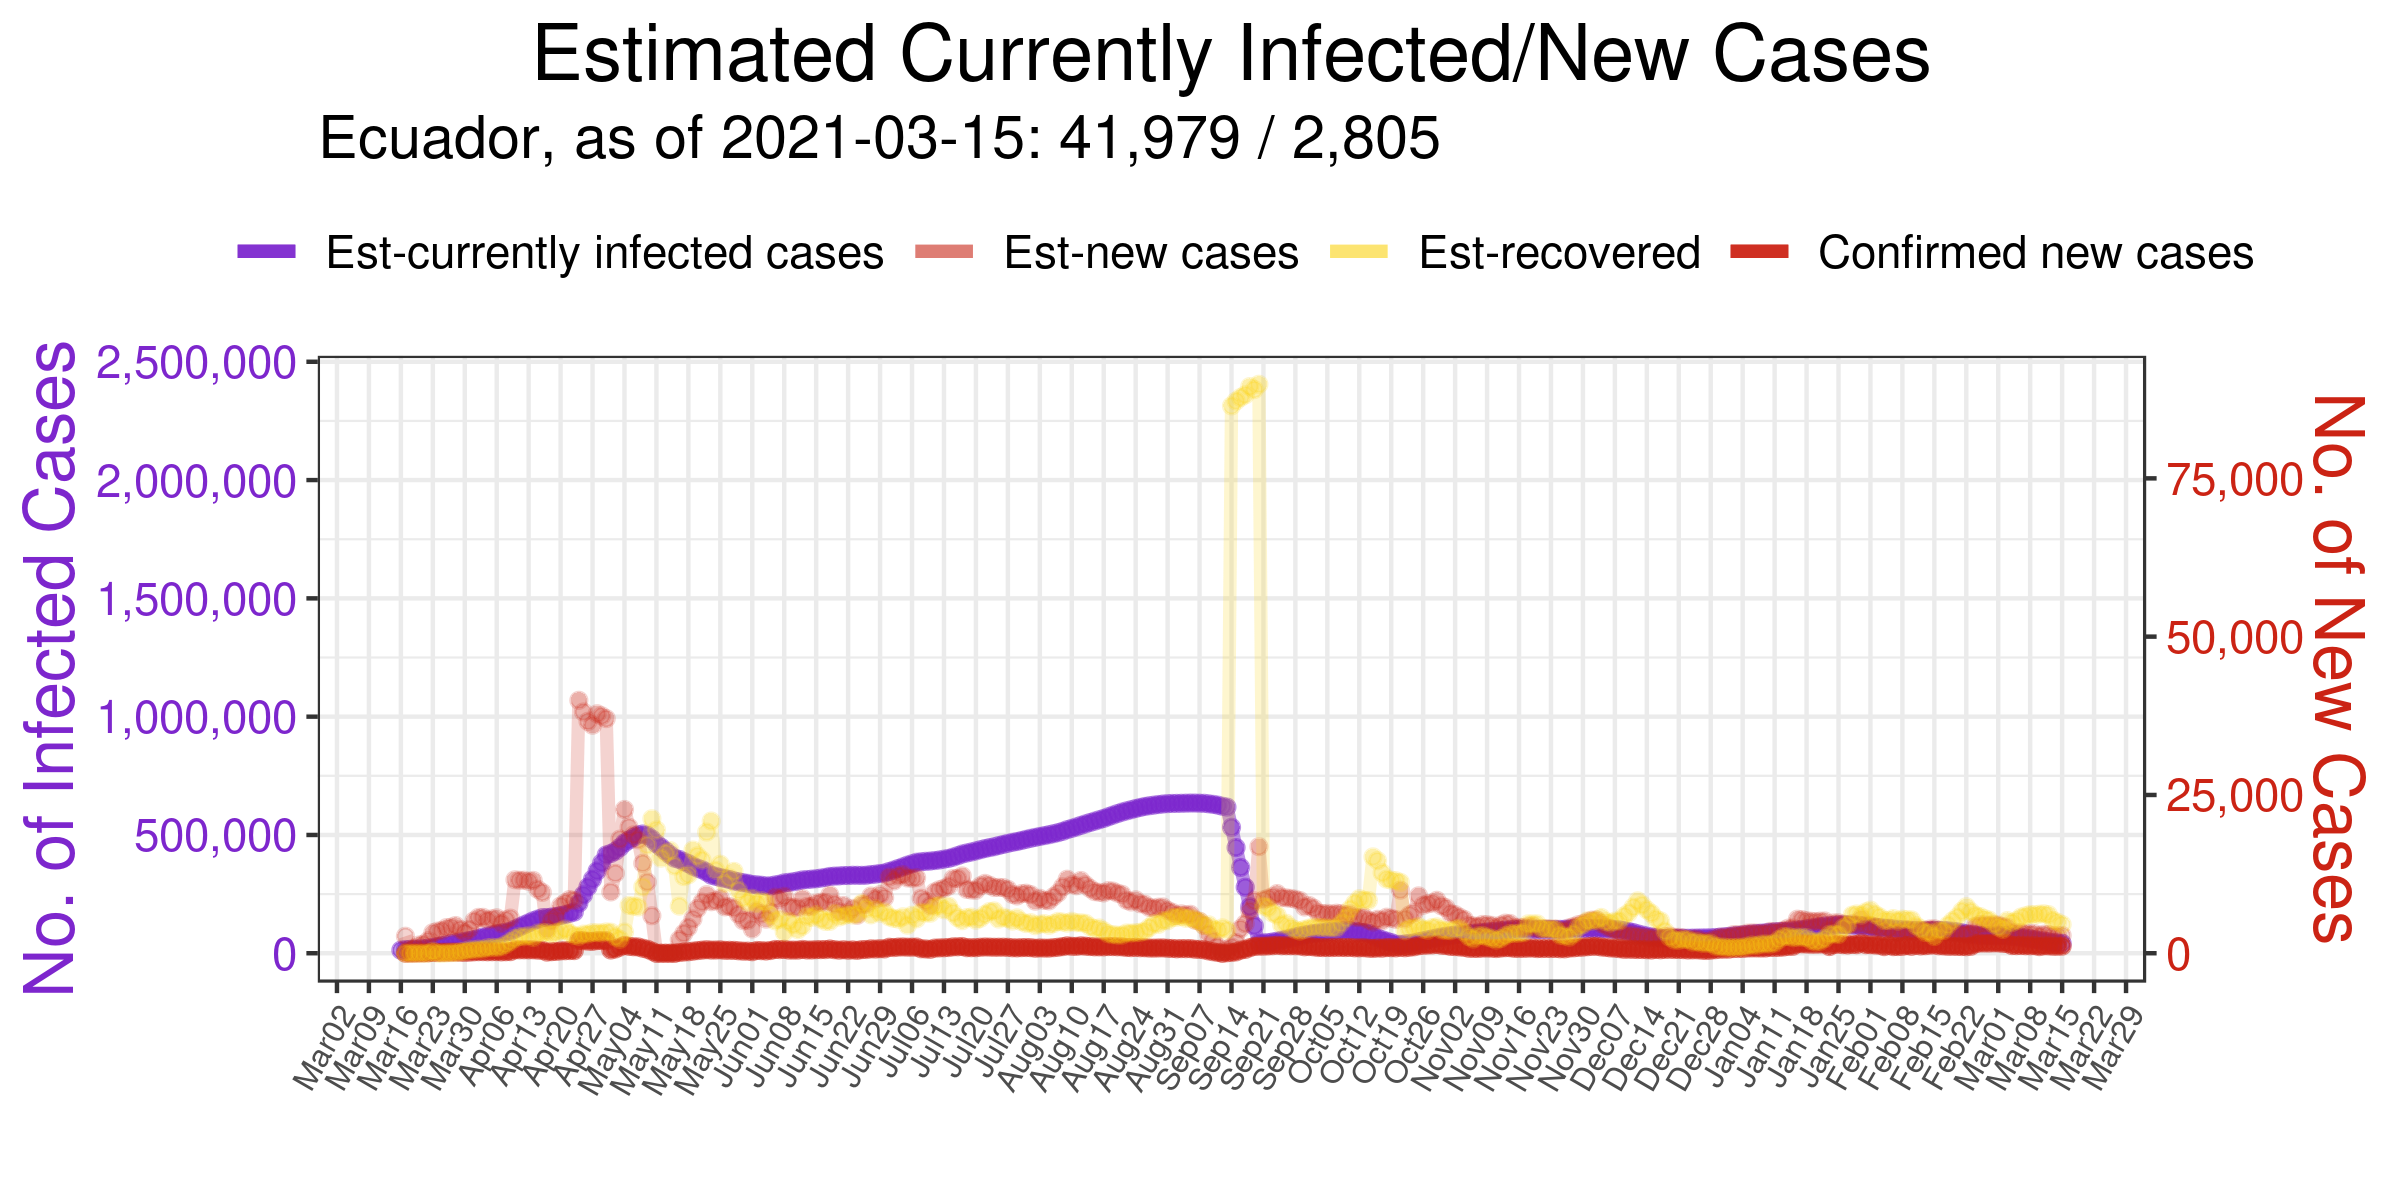 Estimated Currently Infected/New Cases
Ecuador, as of 2021-03-15: 41,979 / 2,805
Est-currently infected cases Est-new cases Est-recovered Confirmed new cases
No. of Infected Cases
2,500,000
2,000,000
1,500,000
1,000,000
500,000
0
75,000
50,000
25,000
0
No. of New Cases
Mar02 Mar09 Mar16 Mar23 Mar30 Apr06 Apr13 Apr20 Apr27 May04 May11 May18 May25 Jun01 Jun08 Jun15 Jun22 Jun29 Jul06 Jul13 Jul20 Jul27 Aug03 Aug10 Aug17 Aug24 Aug31 Sep07 Sep14 Sep21 Sep28 Oct05 Oct12 Oct19 Oct26 Nov02 Nov09 Nov16 Nov23 Nov30 Dec07 Dec14 Dec21 Dec28 Jan04 Jan11 Jan18 Jan25 Feb01 Feb08 Feb15 Feb22 Mar01 Mar08 Mar15 Mar22 Mar29